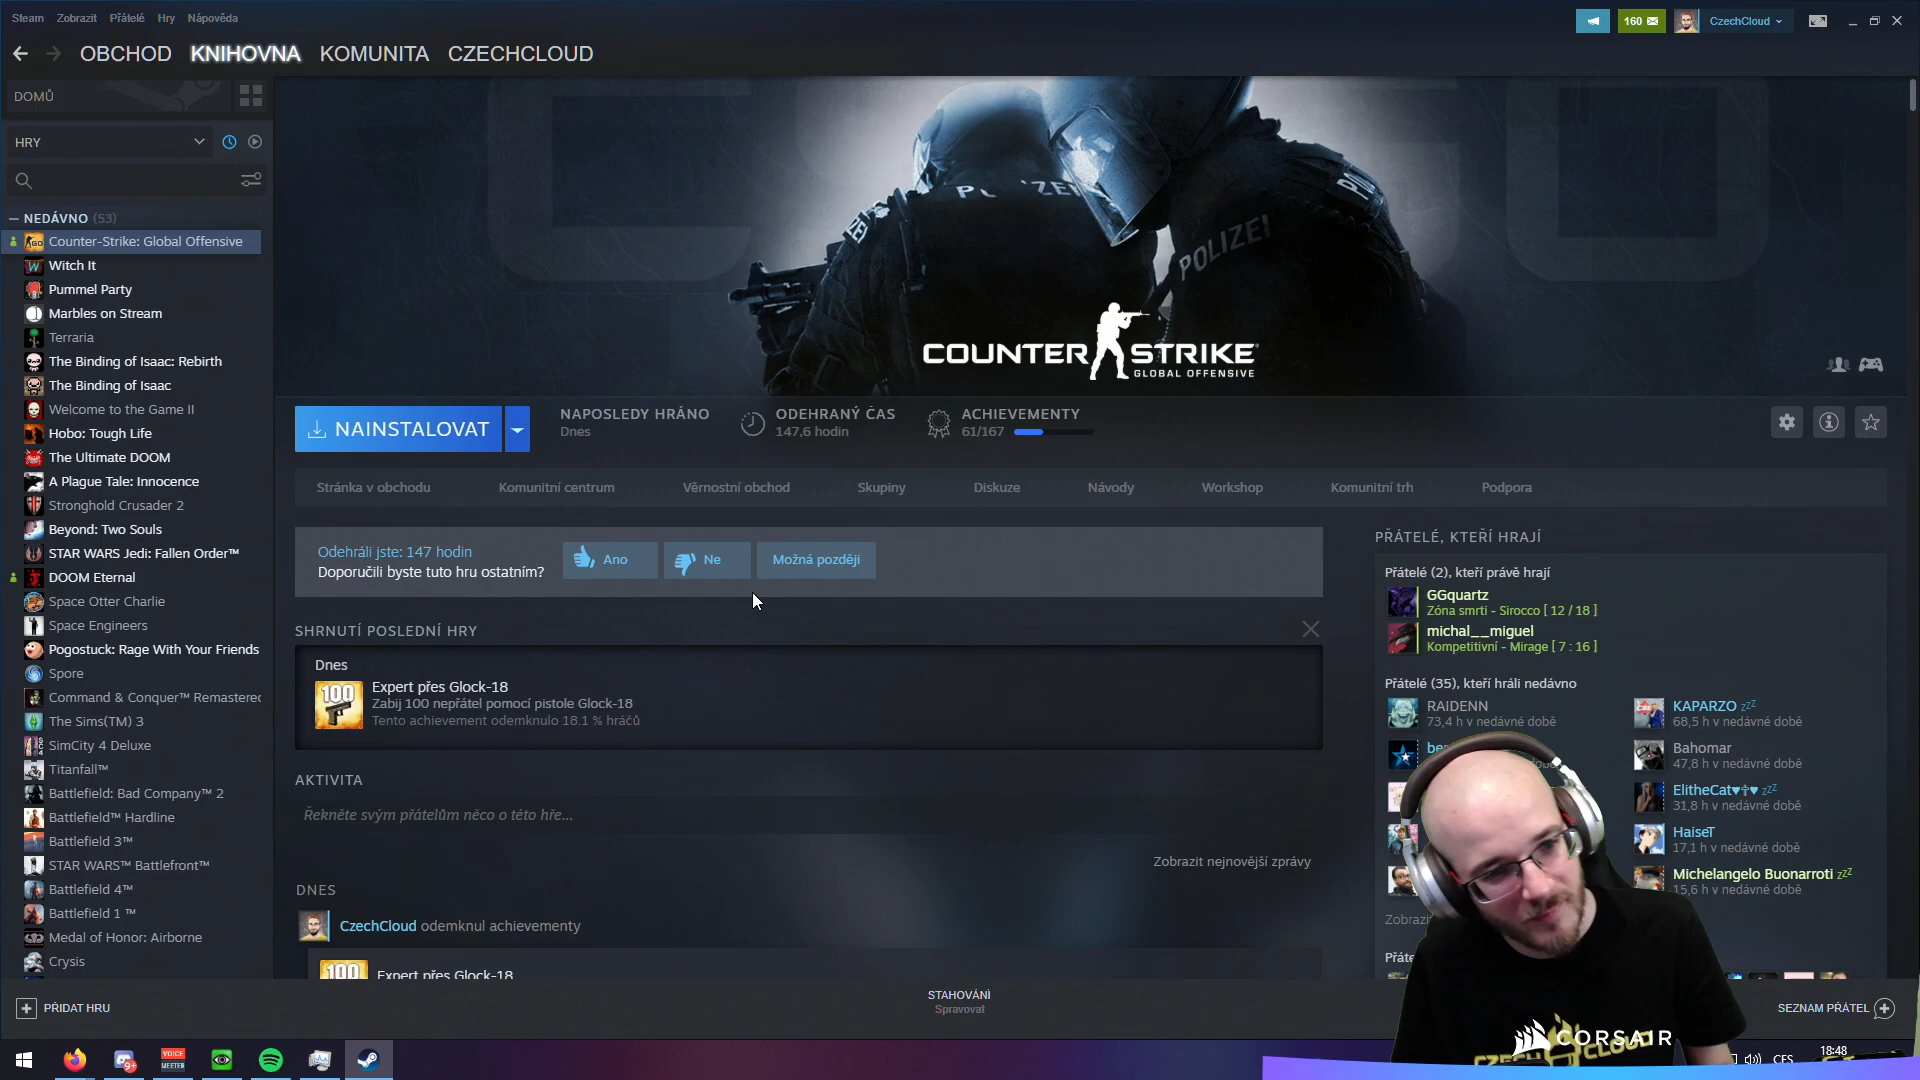 Steam Zobrazit Přátelé Hry Nápověda
160
CzechCloud
OBCHOD KNIHOVNA KOMUNITA CZECHCLOUD
DOMŮ
HRY
NEDÁVNO (53)
Counter-Strike: Global Offensive
Witch It
Pummel Party
Marbles on Stream
Terraria
The Binding of Isaac: Rebirth
The Binding of Isaac
Welcome to the Game II
Hobo: Tough Life
The Ultimate DOOM
A Plague Tale: Innocence
Stronghold Crusader 2
Beyond: Two Souls
STAR WARS Jedi: Fallen Order™
DOOM Eternal
Space Otter Charlie
Space Engineers
Pogostuck: Rage With Your Friends
Spore
Command & Conquer™ Remastered
The Sims(TM) 3
SimCity 4 Deluxe
Titanfall™
Battlefield: Bad Company™ 2
Battlefield™ Hardline
Battlefield 3™
STAR WARS™ Battlefront™
Battlefield 4™
Battlefield 1 ™
Medal of Honor: Airborne
Crysis
PŘIDAT HRU
POLIZEI
COUNTER STRIKE
GLOBAL OFFENSIVE
NAINSTALOVAT
NAPOSLEDY HRÁNO
Dnes
ODEHRANÝ ČAS
147,6 hodin
ACHIEVEMENTY
61/167
Stránka v obchodu Komunitní centrum Věrnostní obchod Skupiny Diskuze Návody Workshop Komunitní trh Podpora
Odehráli jste: 147 hodin
Doporučili byste tuto hru ostatním?
Ano
Ne
Možná později
SHRNUTÍ POSLEDNÍ HRY
Dnes
100
Expert přes Glock-18
Zabij 100 nepřátel pomocí pistole Glock-18
Tento achievement odemknulo 18.1 % hráčů
AKTIVITA
Řekněte svým přátelům něco o této hře...
Zobrazit nejnovější zprávy
DNES
CzechCloud odemknul achievementy
100
Expert přes Glock-18
PŘÁTELÉ, KTEŘÍ HRAJÍ
Přátelé (2), kteří právě hrají
GGquartz
Zóna smrti - Sirocco [ 12 / 18 ]
michal__miguel
Kompetitivní - Mirage [ 7 : 16 ]
Přátelé (35), kteří hráli nedávno
RAIDENN
73,4 h v nedávné době
KAPARZO zzZ
68,5 h v nedávné době
Bahomar
47,8 h v nedávné době
ElitheCat♥✞♥ zzZ
31,8 h v nedávné době
HaiseT
17,1 h v nedávné době
Michelangelo Buonarroti zzZ
15,6 h v nedávné době
STAHOVÁNÍ
Spravovat
SEZNAM PŘÁTEL
CORSAIR
VOICE
MEETER
9+
CES
18:48